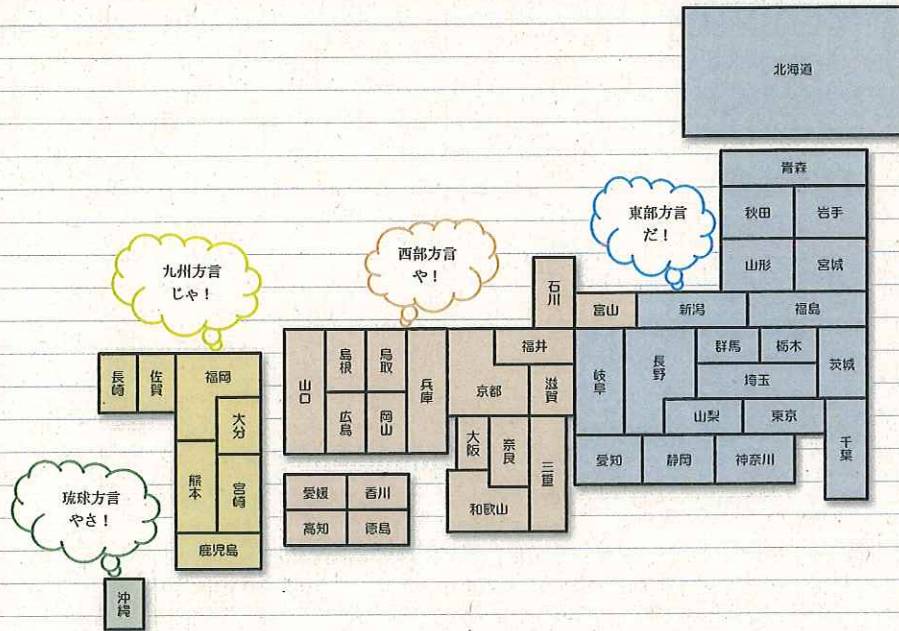 北海道
青森
秋田
岩手
山形
宮城
東部方言
だ！
西部方言
や！
九州方言
じゃ！
琉球方言
やさ！
石川
富山
新潟
福島
福井
岐阜
長野
群馬
栃木
茨城
埼玉
山梨
東京
千葉
愛知
静岡
神奈川
山口
島根
鳥取
広島
岡山
兵庫
京都
滋賀
大阪
奈良
三重
和歌山
愛媛
香川
高知
徳島
長崎
佐賀
福岡
大分
熊本
宮崎
鹿児島
沖縄